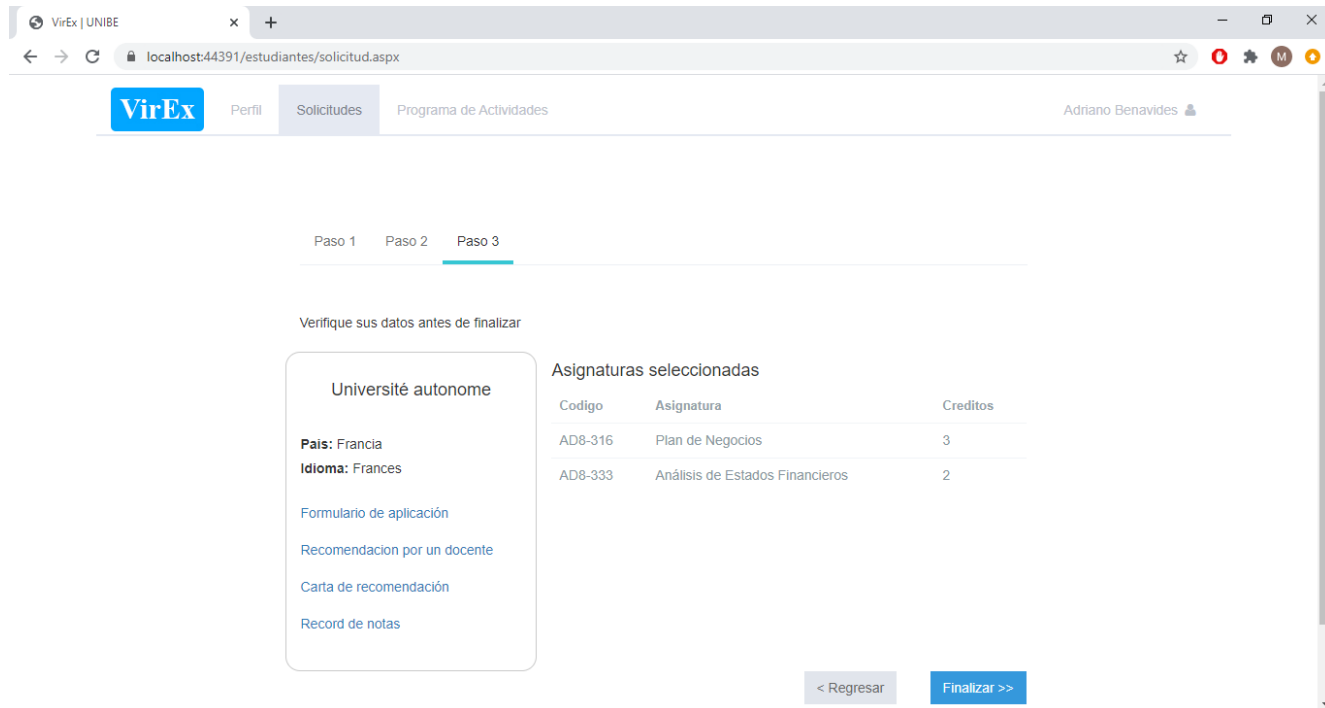 VirEx | UNIBE
localhost:44391/estudiantes/solicitud.aspx
M
VirEx Perfil Solicitudes Programa de Actividades Adriano Benavides
Paso 1 Paso 2 Paso 3
Verifique sus datos antes de finalizar
Université autonome
Pais: Francia
Idioma: Frances
Formulario de aplicación
Recomendacion por un docente
Carta de recomendación
Record de notas
Asignaturas seleccionadas
Codigo Asignatura Creditos
AD8-316 Plan de Negocios 3
AD8-333 Análisis de Estados Financieros 2
< Regresar Finalizar >>